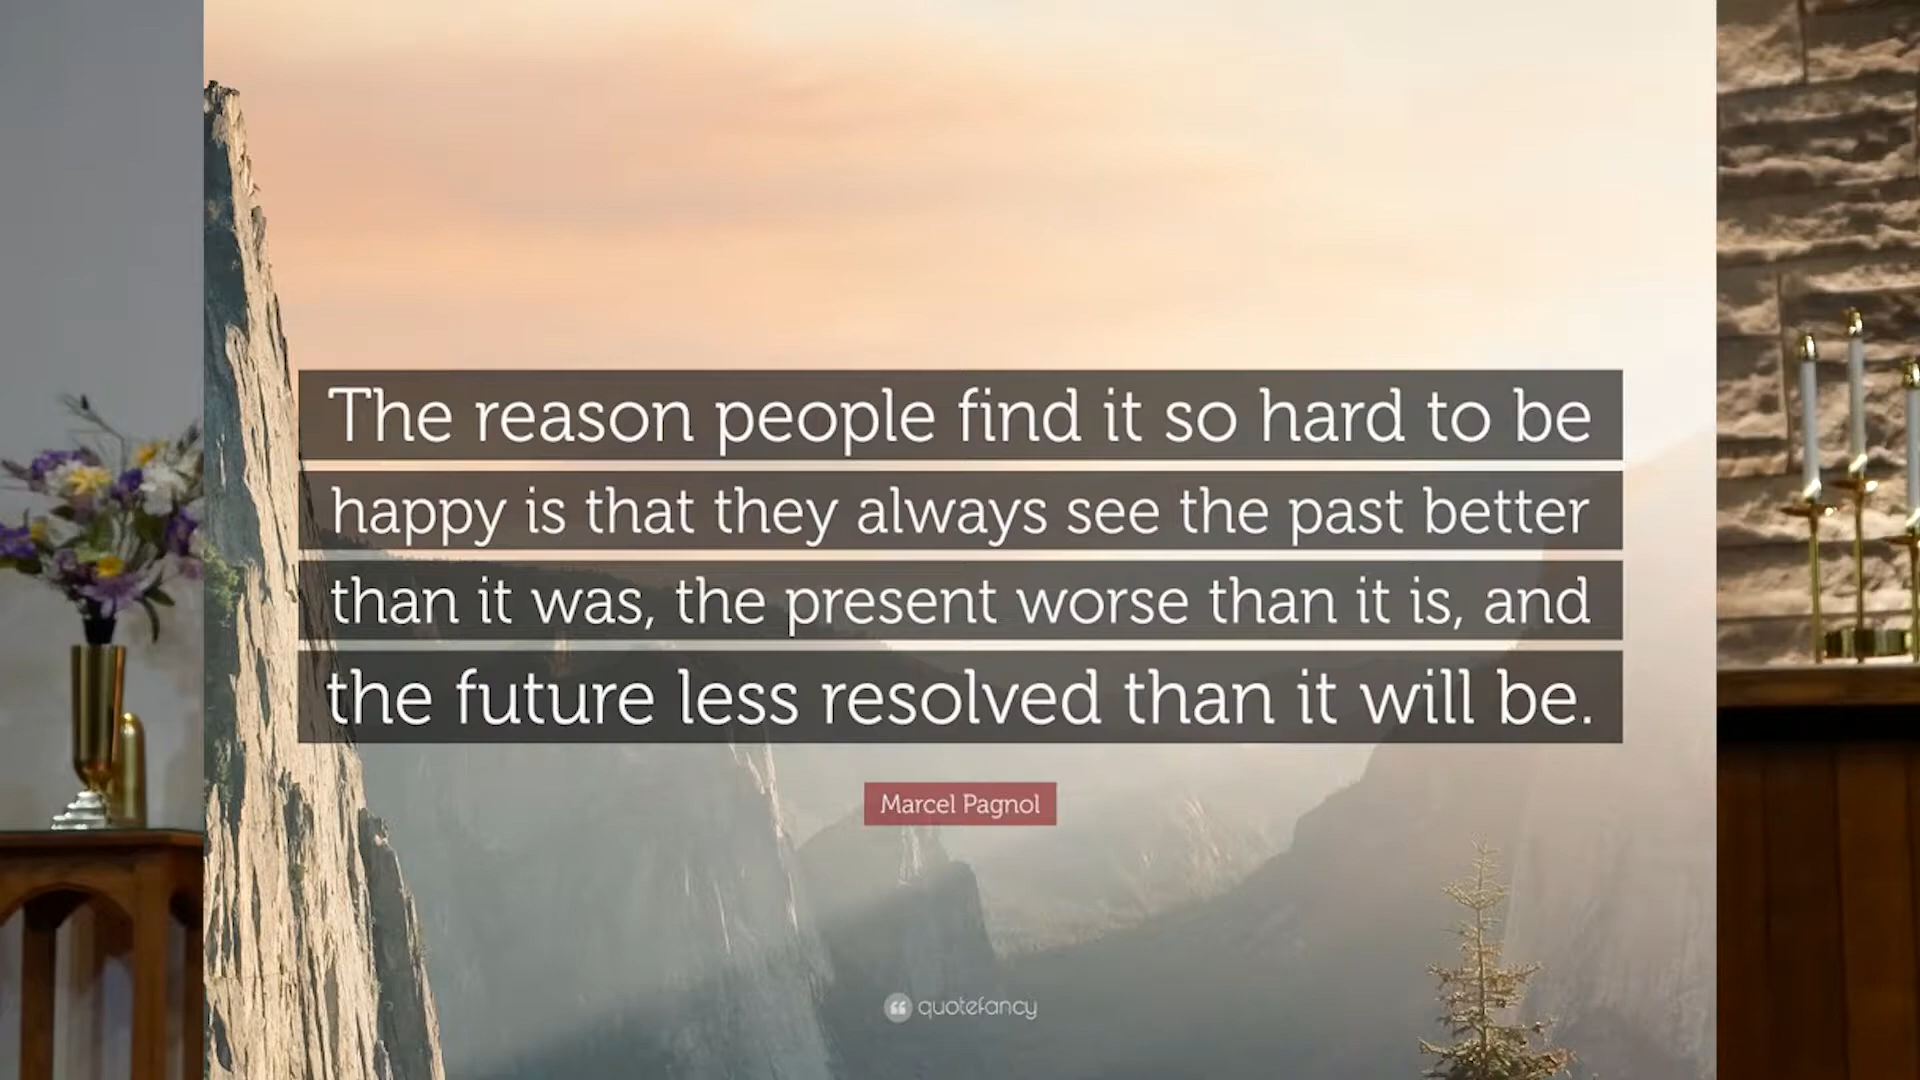 The reason people find it so hard to be
happy is that they always see the past better
than it was, the present worse than it is, and
the future less resolved than it will be.
Marcel Pagnol
quotefancy